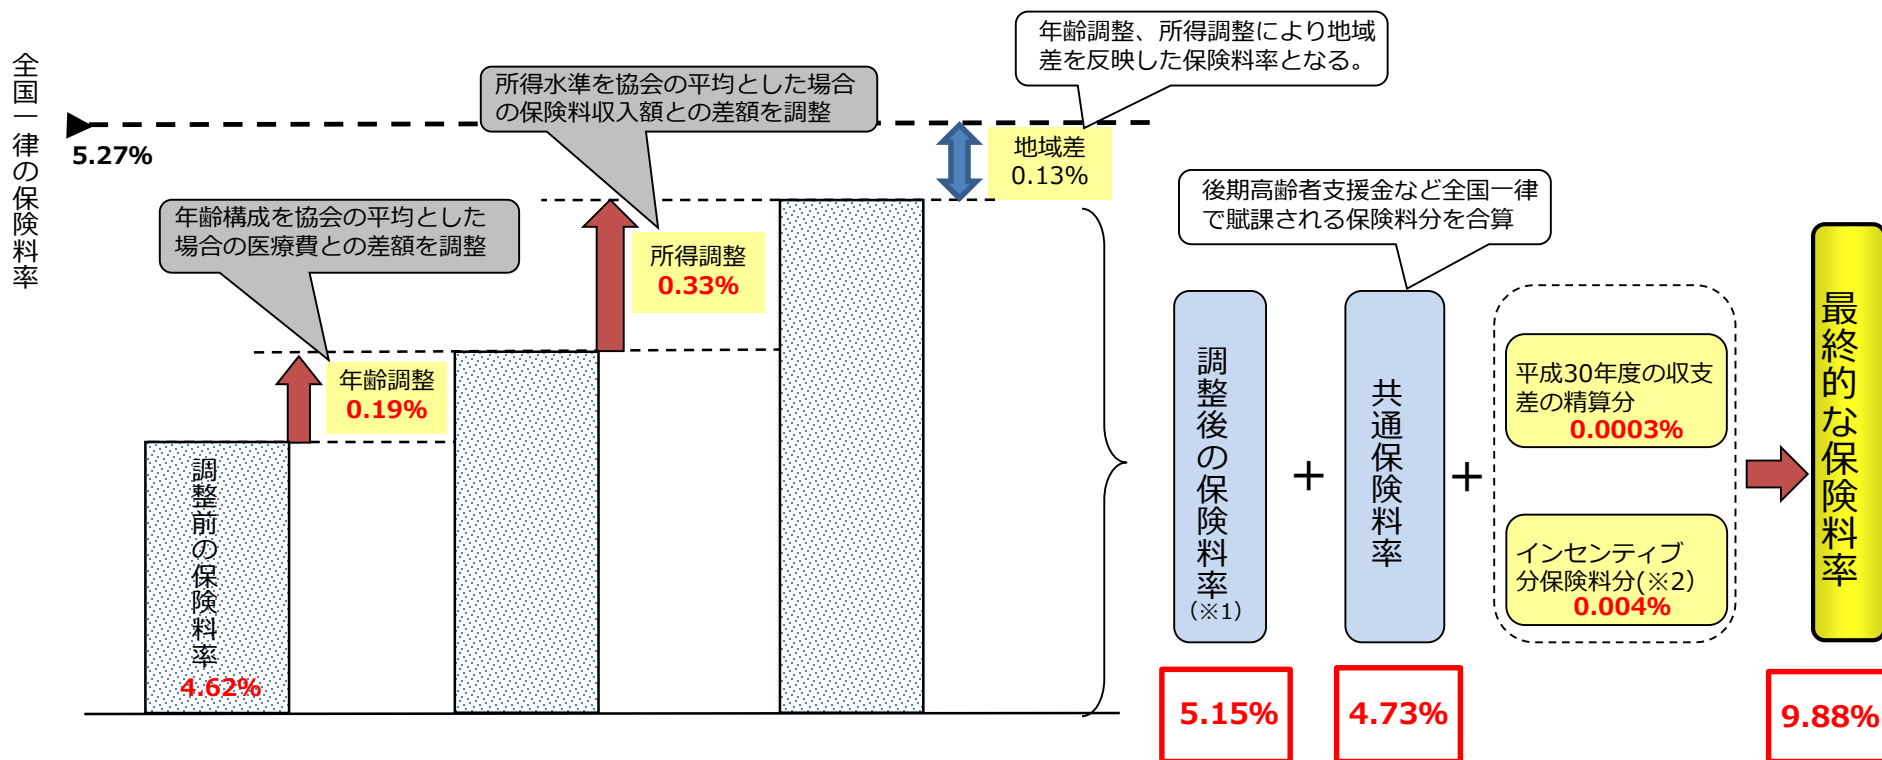 全国一律の保険料率
5.27%
年齢調整、所得調整により地域
差を反映した保険料率となる。
所得水準を協会の平均とした場合
の保険料収入額との差額を調整
地域差
0.13%
後期高齢者支援金など全国一律
で賦課される保険料分を合算
年齢構成を協会の平均とした
場合の医療費との差額を調整
所得調整
0.33%
年齢調整
0.19%
調整前の保険料率
4.62%
調整後の保険料率
(※1)
5.15%
+
共通保険料率
4.73%
+
平成30年度の収支
差の精算分
0.0003%
インセンティブ
分保険料分(※2)
0.004%
最終的な保険料率
9.88%